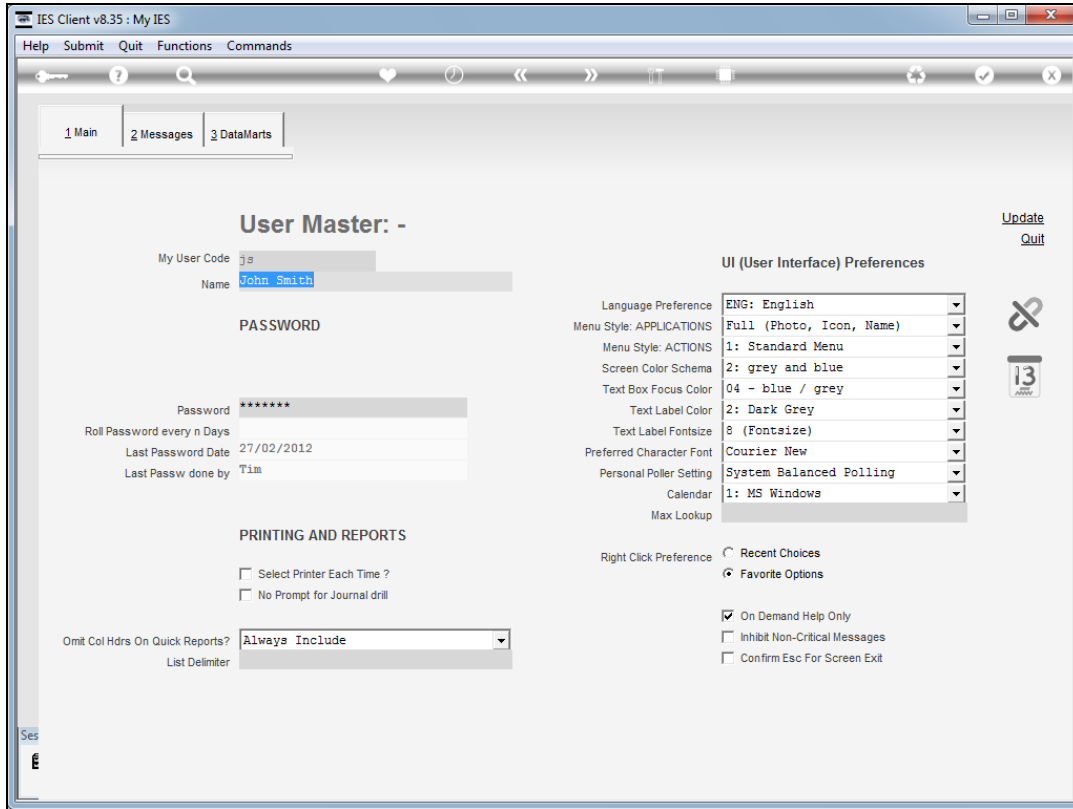 IES Client v8.35 : My IES
Help Submit Quit Functions Commands
1 Main 2 Messages 3 DataMarts
User Master: -
Update
Quit
My User Code js
Name John Smith
PASSWORD
Password *******
Roll Password every n Days
Last Password Date 27/02/2012
Last Passw done by Tim
PRINTING AND REPORTS
Select Printer Each Time ?
No Prompt for Journal drill
Omit Col Hdrs On Quick Reports? Always Include
List Delimiter
UI (User Interface) Preferences
Language Preference ENG: English
Menu Style: APPLICATIONS Full (Photo, Icon, Name)
Menu Style: ACTIONS 1: Standard Menu
Screen Color Schema 2: grey and blue
Text Box Focus Color 04 - blue / grey
Text Label Color 2: Dark Grey
Text Label Fontsize 8 (Fontsize)
Preferred Character Font Courier New
Personal Poller Setting System Balanced Polling
Calendar 1: MS Windows
Max Lookup
Right Click Preference Recent Choices
Favorite Options
On Demand Help Only
Inhibit Non-Critical Messages
Confirm Esc For Screen Exit
13
Ses